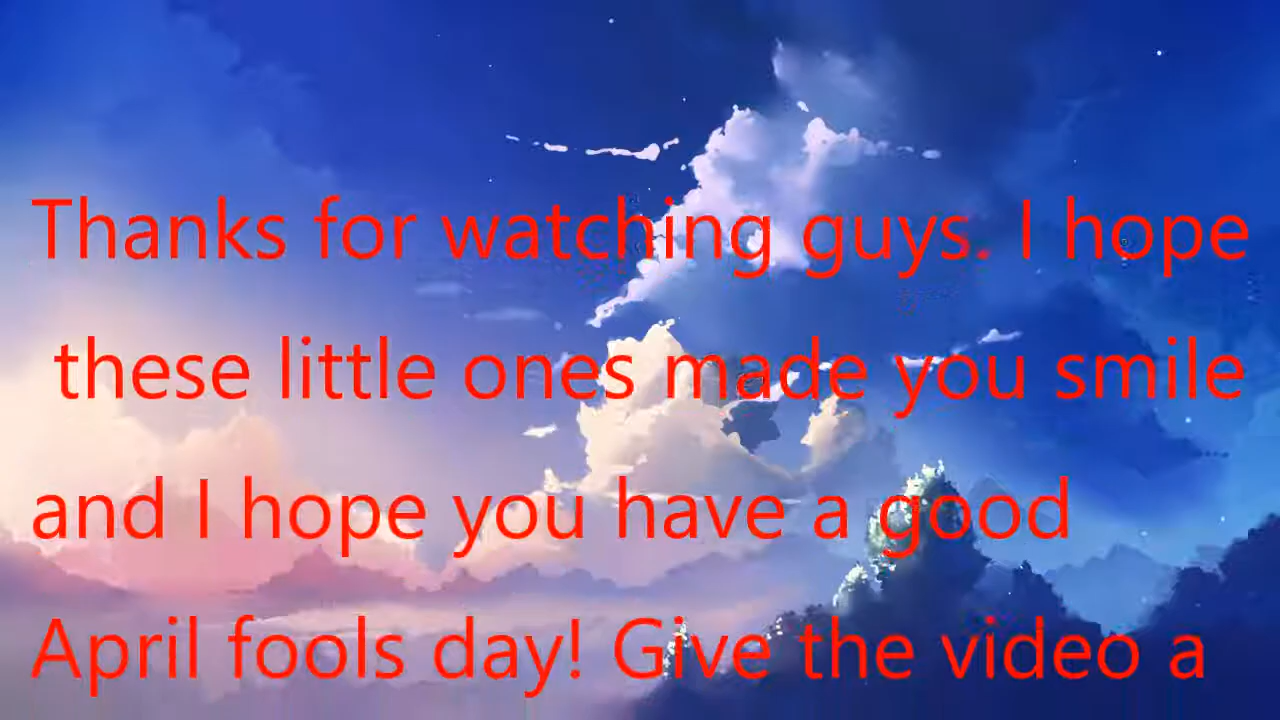 Thanks for watching guys. I hope
these little ones made you smile
and I hope you have a good
April fools day! Give the video a